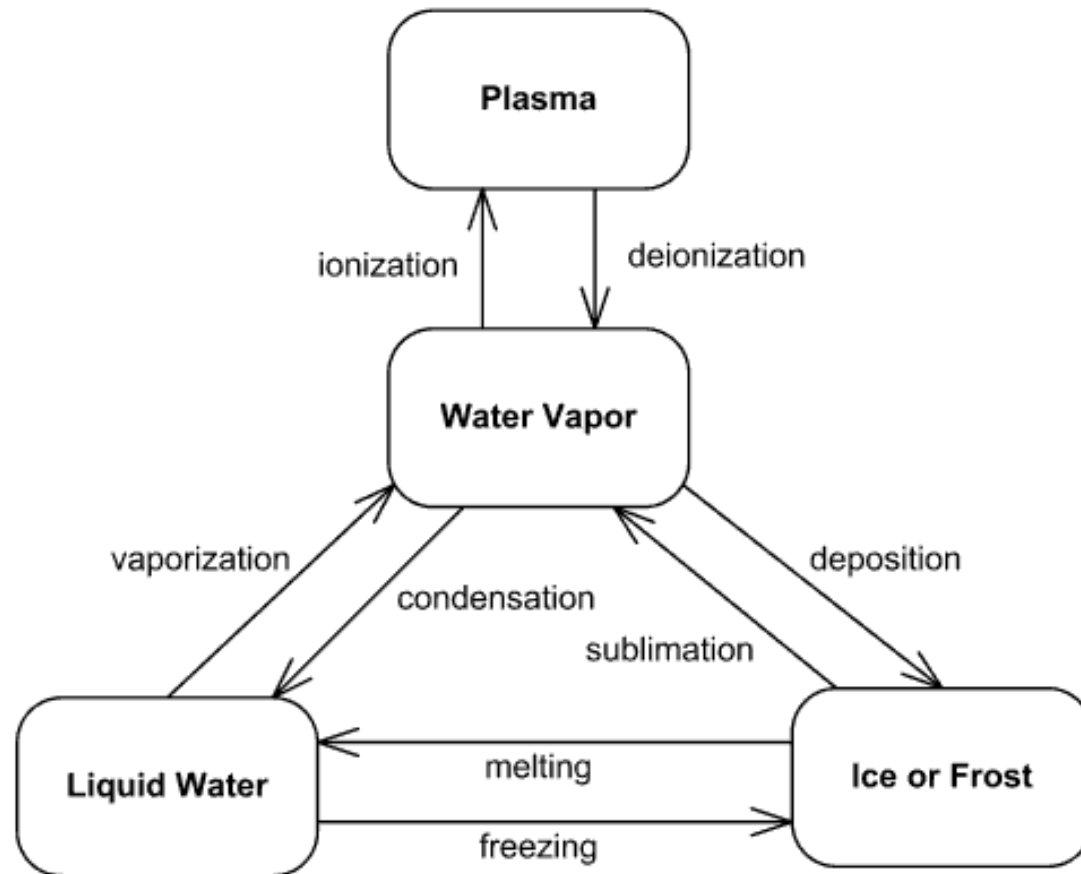 Plasma
ionization
deionization
Water Vapor
vaporization
deposition
condensation
sublimation
melting
Liquid Water
Ice or Frost
freezing